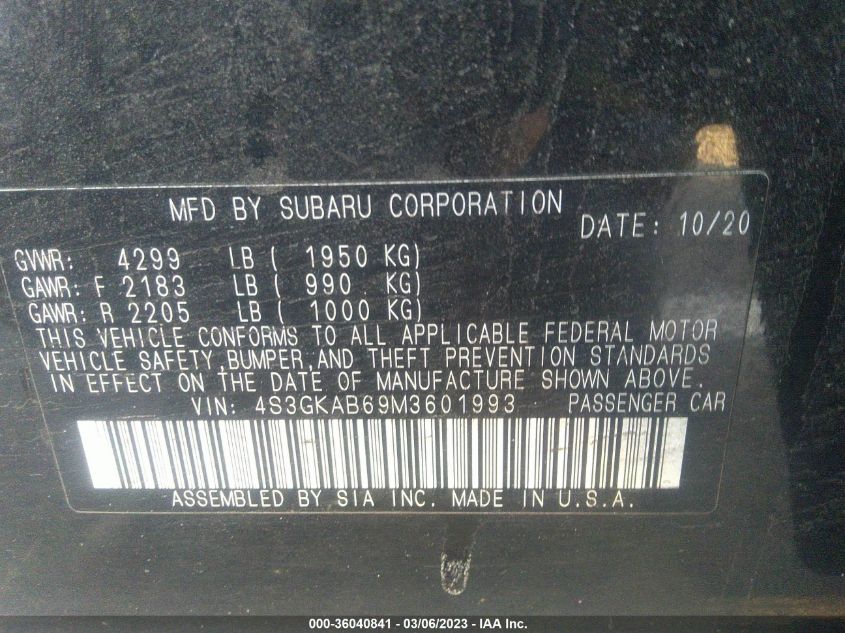 MFD BY SUBARU CORPORATION
DATE: 10/20
GVWR: 4299 LB ( 1950 KG)
GAWR: F 2183 LB ( 990 KG)
GAWR: R 2205 LB ( 1000 KG)
THIS VEHICLE CONFORMS TO ALL APPLICABLE FEDERAL MOTOR
VEHICLE SAFETY,BUMPER,AND THEFT PREVENTION STANDARDS
IN EFFECT ON THE DATE OF MANUFACTURE SHOWN ABOVE.
VIN: 4S3GKAB69M3601993 PASSENGER CAR
ASSEMBLED BY SIA INC. MADE IN U.S.A.
000-36040841 - 03/06/2023 - IAA Inc.